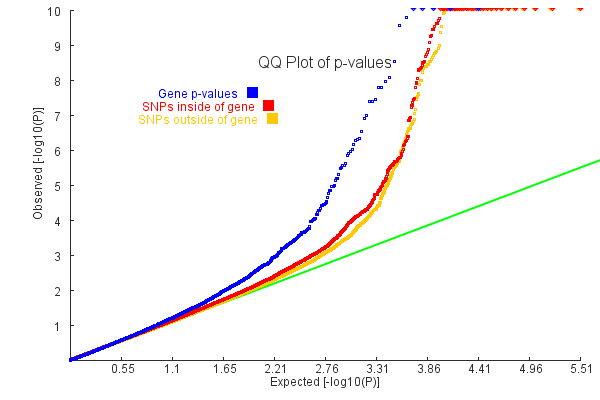 10
QQ Plot of p-values
9
Gene p-values
8
SNPs inside of gene
SNPs outside of gene
7
6
5
4
3
2
1
Observed [-log10(P)]
0.55 1.1 1.65 2.21 2.76 3.31 3.86 4.41 4.96 5.51
Expected [-log10(P)]